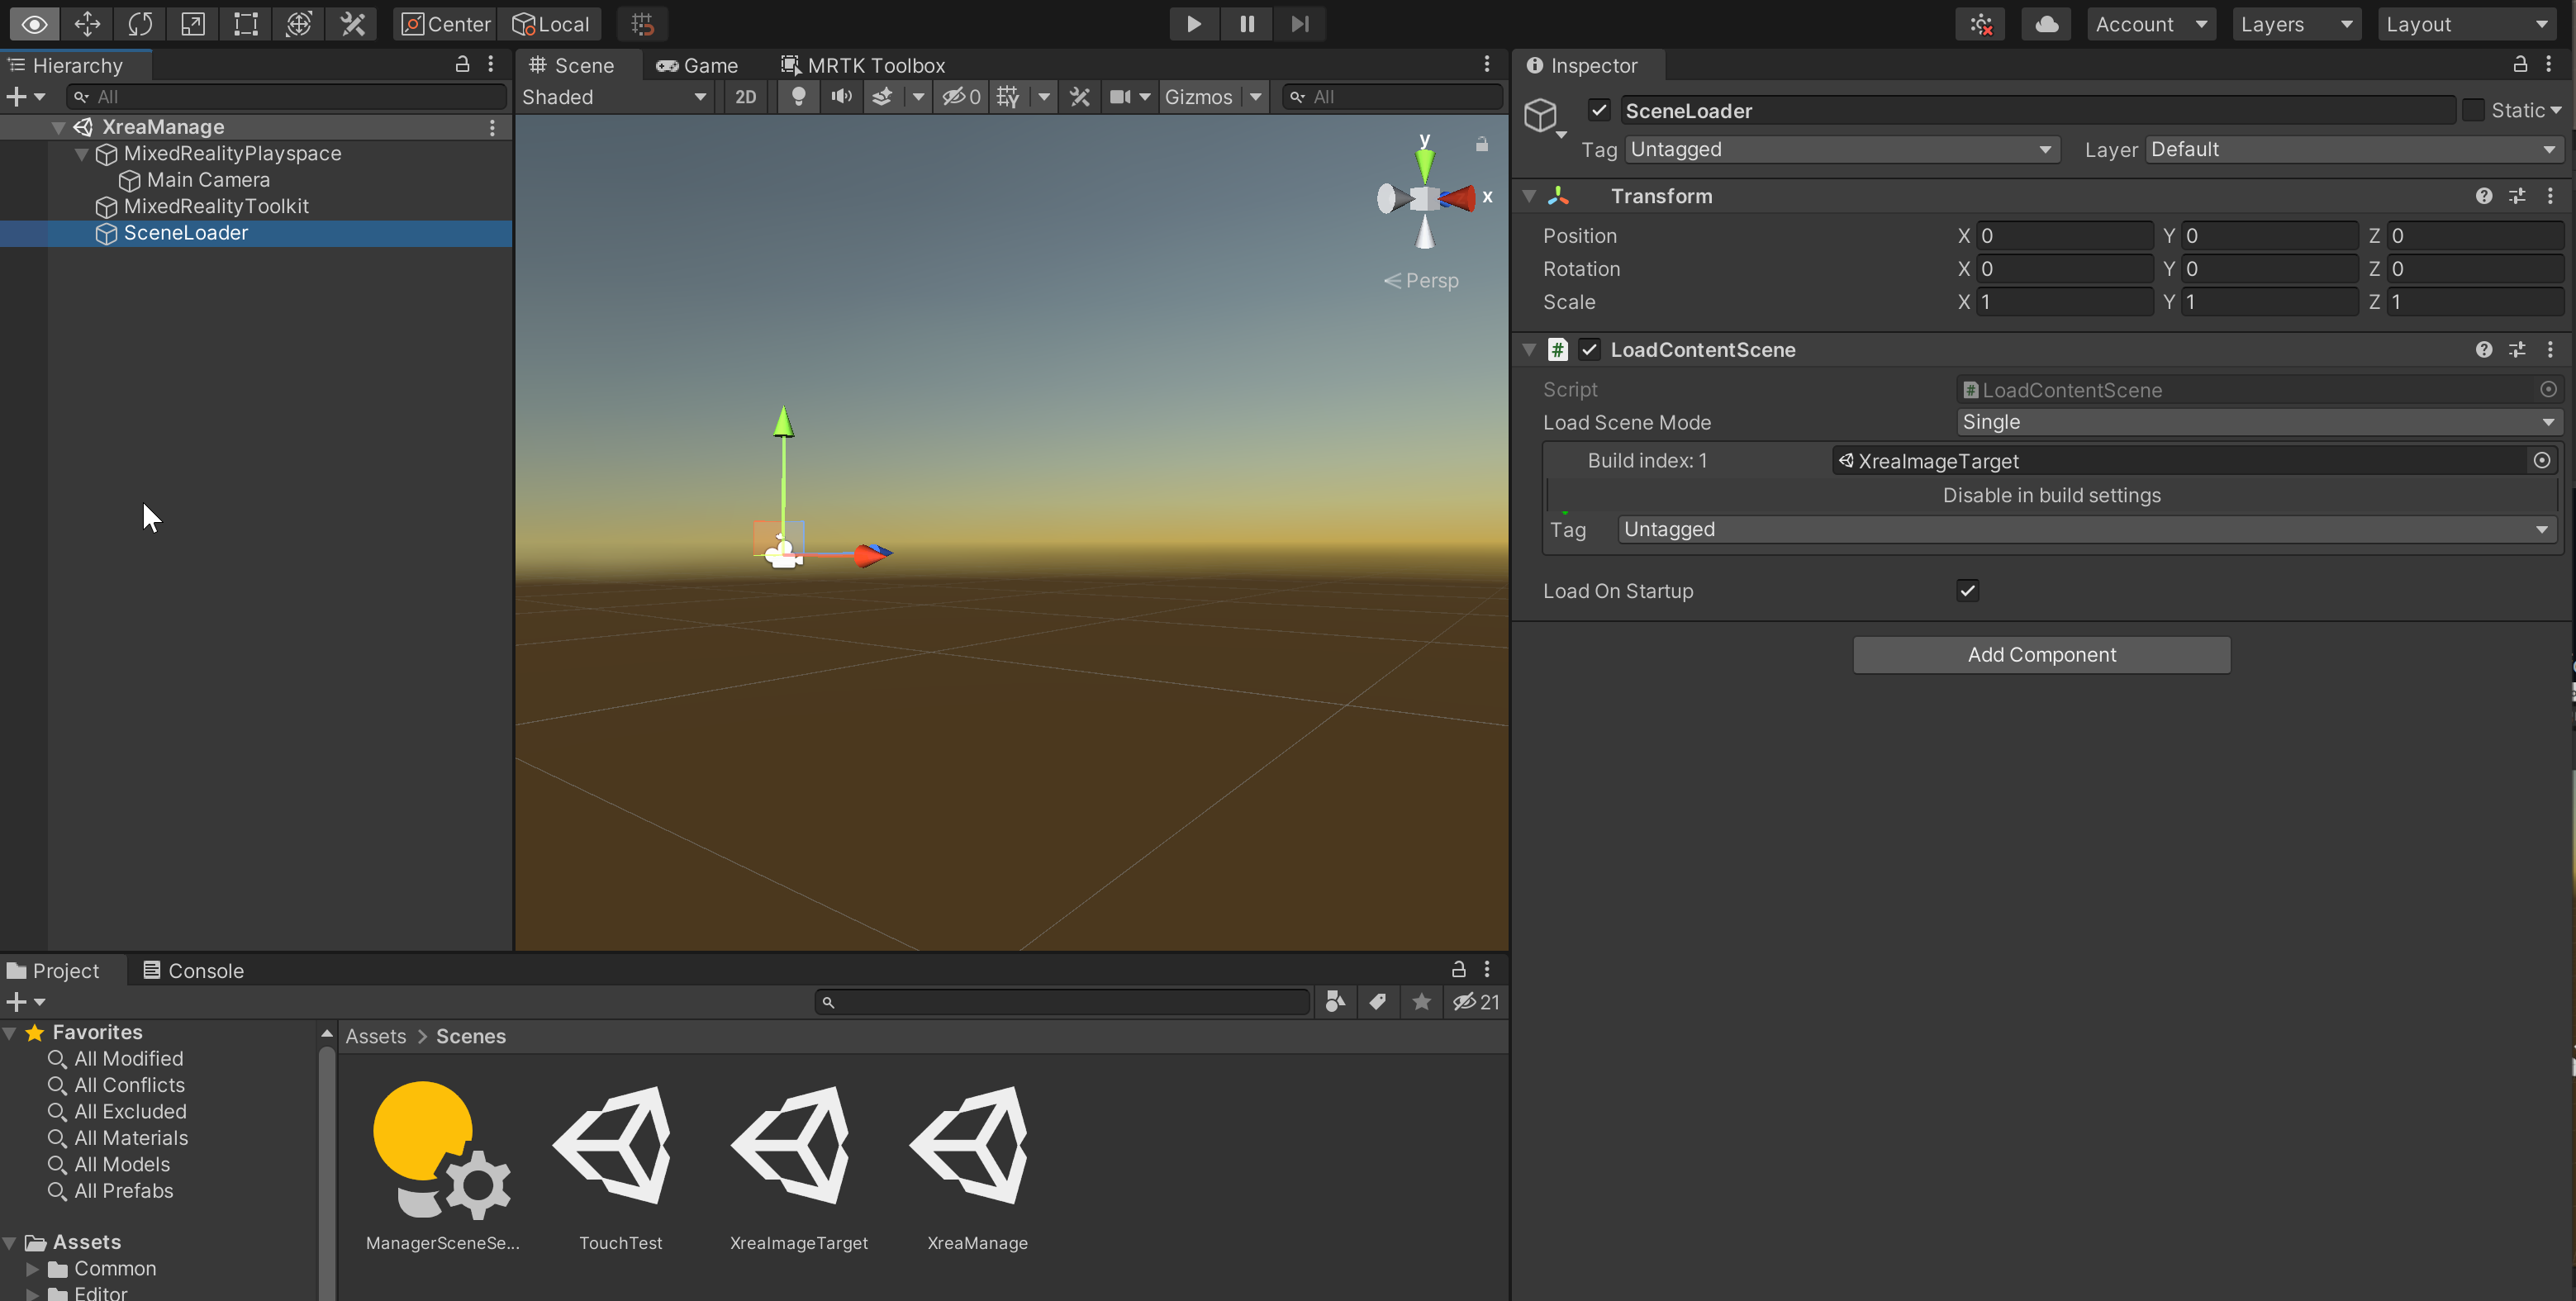 Center
Local
Account
Layers
Layout
Hierarchy
All
XreaManage
MixedRealityPlayspace
Main Camera
MixedRealityToolkit
SceneLoader
Scene
Game
MRTK Toolbox
Shaded
2D
0
Gizmos
All
y
x
Persp
Inspector
SceneLoader
Static
Tag
Untagged
Layer
Default
Transform
Position
X 0
Y 0
Z 0
Rotation
X 0
Y 0
Z 0
Scale
X 1
Y 1
Z 1
LoadContentScene
Script
LoadContentScene
Load Scene Mode
Single
Build index: 1
XreaImageTarget
Disable in build settings
Tag
Untagged
Load On Startup
Add Component
Project
Console
21
Favorites
All Modified
All Conflicts
All Excluded
All Materials
All Models
All Prefabs
Assets
Common
Editor
Assets > Scenes
ManagerSceneSe...
TouchTest
XreaImageTarget
XreaManage